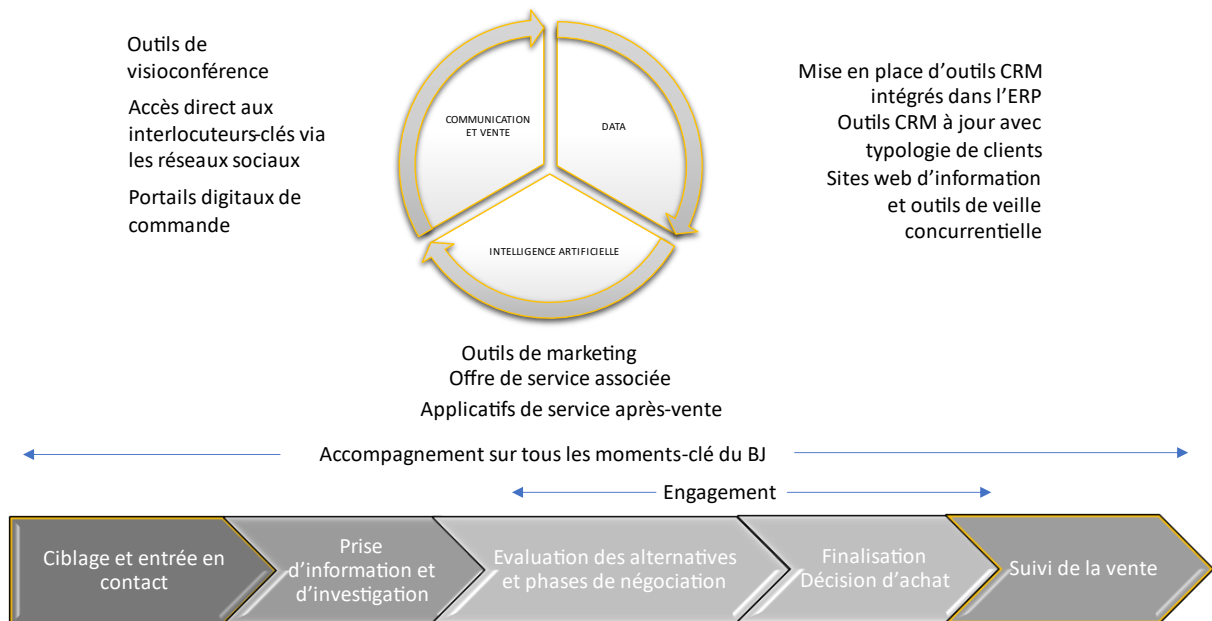 Outils de
visioconférence
Accès direct aux
interlocuteurs-clés via
les réseaux sociaux
Portails digitaux de
commande
COMMUNICATION
ET VENTE
DATA
INTELLIGENCE ARTIFICIELLE
Mise en place d’outils CRM
intégrés dans l’ERP
Outils CRM à jour avec
typologie de clients
Sites web d’information
et outils de veille
concurrentielle
Outils de marketing
Offre de service associée
Applicatifs de service après-vente
Accompagnement sur tous les moments-clé du BJ
Engagement
Ciblage et entrée en
contact
Prise
d’information et
d’investigation
Evaluation des alternatives
et phases de négociation
Finalisation
Décision d’achat
Suivi de la vente